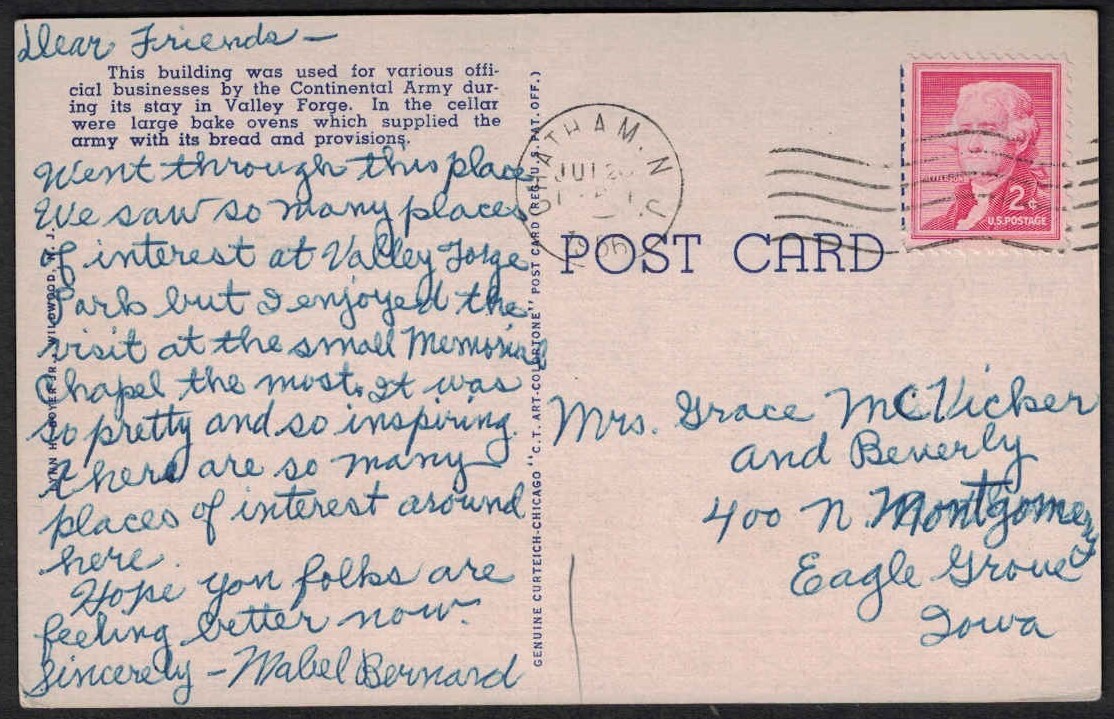 Dear Friends —
This building was used for various offi-
cial businesses by the Continental Army dur-
ing its stay in Valley Forge. In the cellar
were large bake ovens which supplied the
army with its bread and provisions.
Went through this place
We saw so many places
of interest at Valley Forge
Park but I enjoyed the
visit at the small Memorial
Chapel the most. It was
so pretty and so inspiring.
There are so many
places of interest around
here.
Hope you folks are
feeling better now.
Sincerely — Mabel Bernard
BOYER JR., WILDWOOD, N. J.
GENUINE CURTEICH-CHICAGO "C.T. ART-COLORTONE" POST CARD (REG. U.S. PAT. OFF.)
CHATHAM. N.J.
JUL
POST CARD
2¢
U.S. POSTAGE
Mrs. Grace McVicker
and Beverly
400 N. Montgomery
Eagle Grove
Iowa